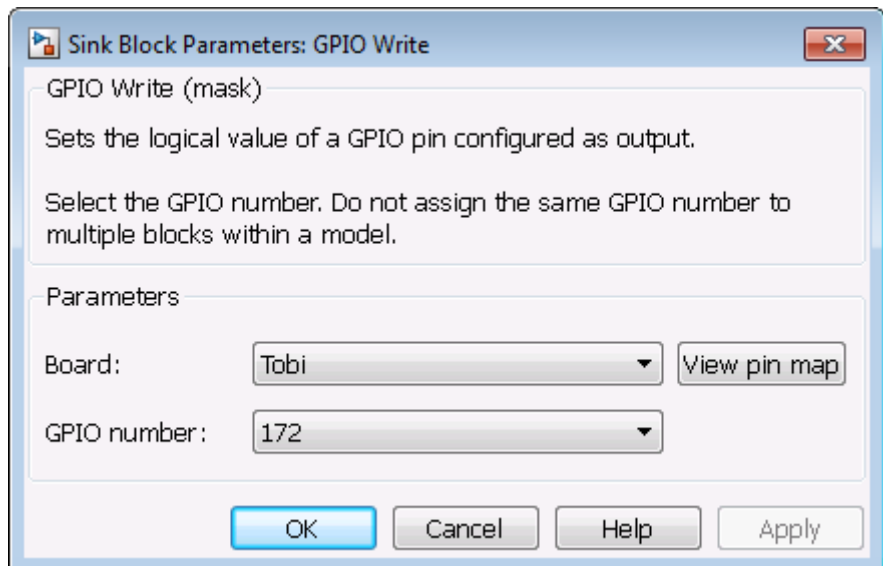 Sink Block Parameters: GPIO Write
GPIO Write (mask)
Sets the logical value of a GPIO pin configured as output.
Select the GPIO number. Do not assign the same GPIO number to
multiple blocks within a model.
Parameters
Board: Tobi View pin map
GPIO number: 172
OK Cancel Help Apply